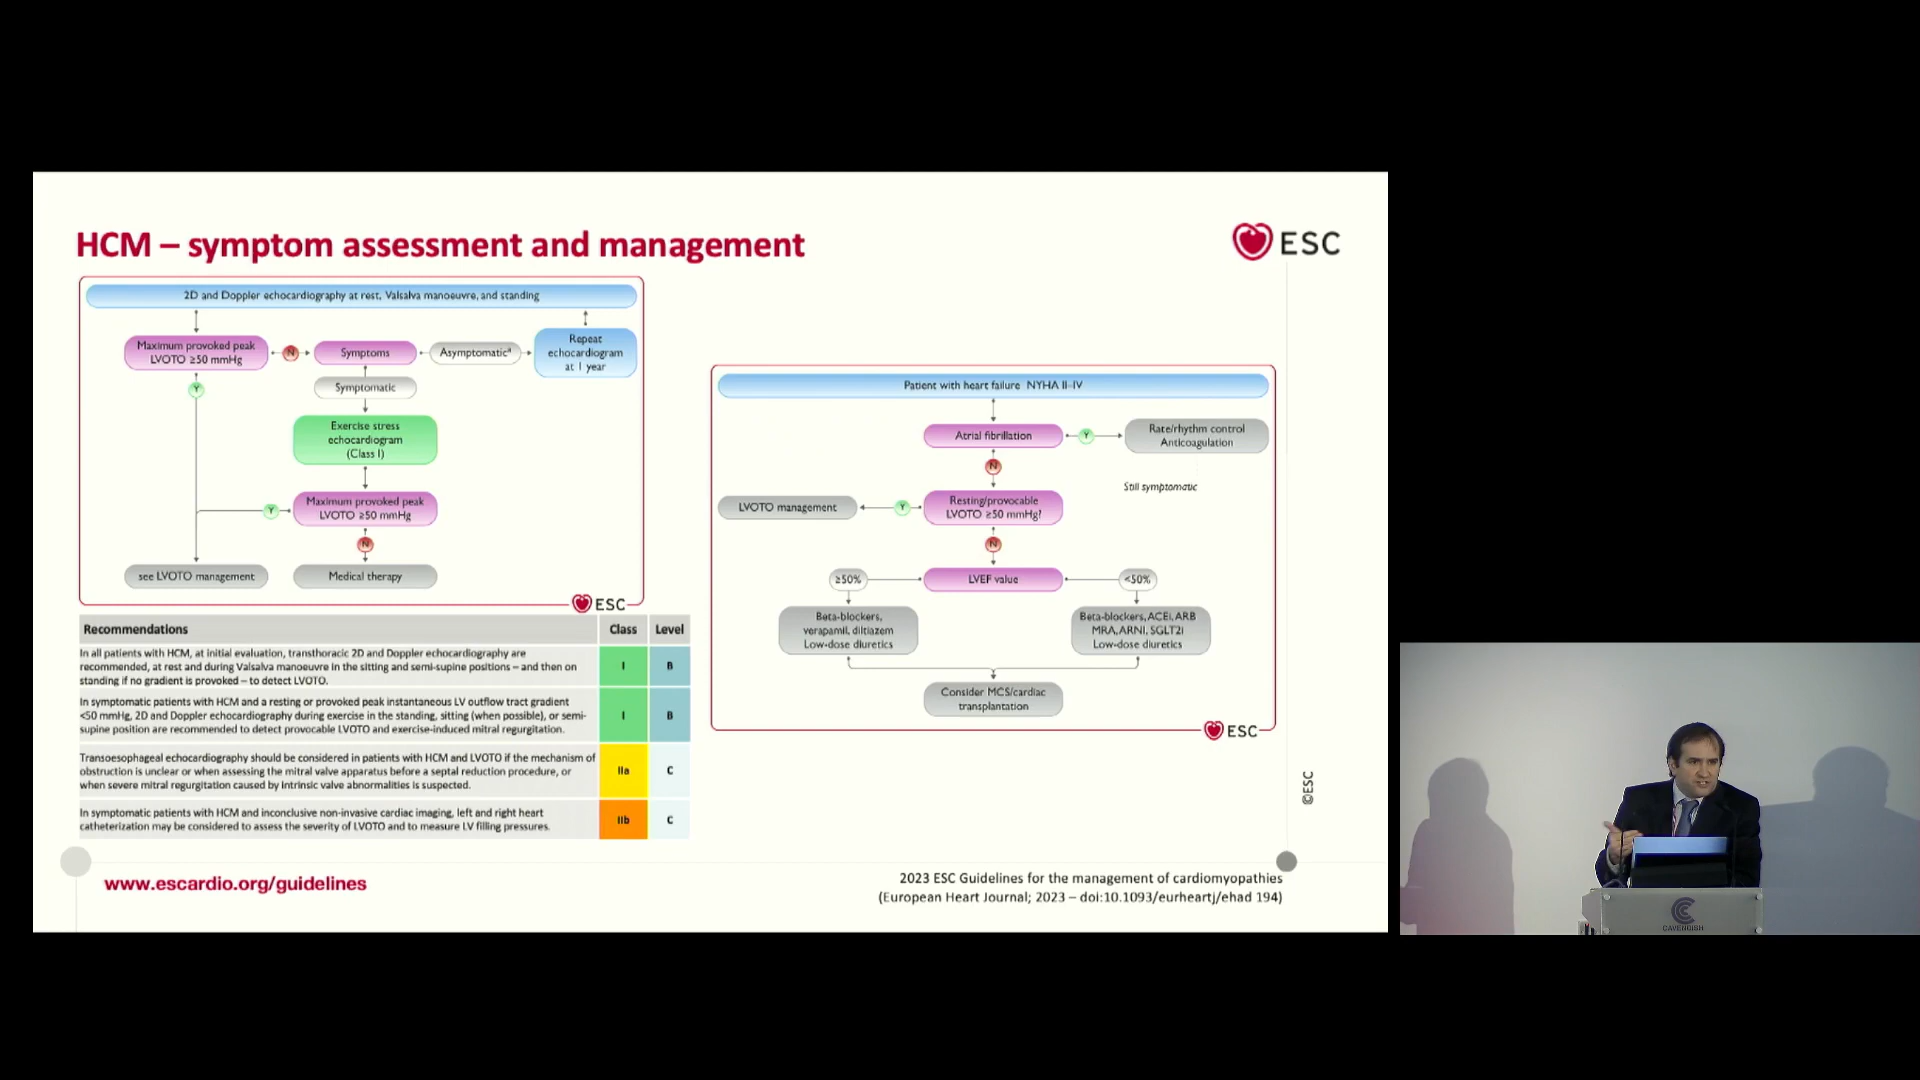 HCM – symptom assessment and management
ESC
2D and Doppler echocardiography at rest, Valsalva manoeuvre, and standing
Maximum provoked peak
LVOTO ≥50 mmHg
N
Symptoms
Asymptomaticᵃ
Repeat
echocardiogram
at 1 year
Y
Symptomatic
Exercise stress
echocardiogram
(Class I)
Y
Maximum provoked peak
LVOTO ≥50 mmHg
N
see LVOTO management
Medical therapy
ESC
Patient with heart failure NYHA II–IV
Atrial fibrillation
Y
Rate/rhythm control
Anticoagulation
N
Still symptomatic
LVOTO management
Y
Resting/provocable
LVOTO ≥50 mmHg?
N
≥50%
LVEF value
<50%
Beta-blockers,
verapamil, diltiazem
Low-dose diuretics
Beta-blockers, ACEi, ARB
MRA, ARNI, SGLT2i
Low-dose diuretics
Consider MCS/cardiac
transplantation
ESC
Recommendations Class Level
In all patients with HCM, at initial evaluation, transthoracic 2D and Doppler echocardiography are
recommended, at rest and during Valsalva manoeuvre in the sitting and semi-supine positions – and then on
standing if no gradient is provoked – to detect LVOTO.
I B
In symptomatic patients with HCM and a resting or provoked peak instantaneous LV outflow tract gradient
<50 mmHg, 2D and Doppler echocardiography during exercise in the standing, sitting (when possible), or semi-
supine position are recommended to detect provocable LVOTO and exercise-induced mitral regurgitation.
I B
Transoesophageal echocardiography should be considered in patients with HCM and LVOTO if the mechanism of
obstruction is unclear or when assessing the mitral valve apparatus before a septal reduction procedure, or
when severe mitral regurgitation caused by intrinsic valve abnormalities is suspected.
IIa C
In symptomatic patients with HCM and inconclusive non-invasive cardiac imaging, left and right heart
catheterization may be considered to assess the severity of LVOTO and to measure LV filling pressures.
IIb C
©ESC
www.escardio.org/guidelines
2023 ESC Guidelines for the management of cardiomyopathies
(European Heart Journal; 2023 – doi:10.1093/eurheartj/ehad 194)
CAVENDISH